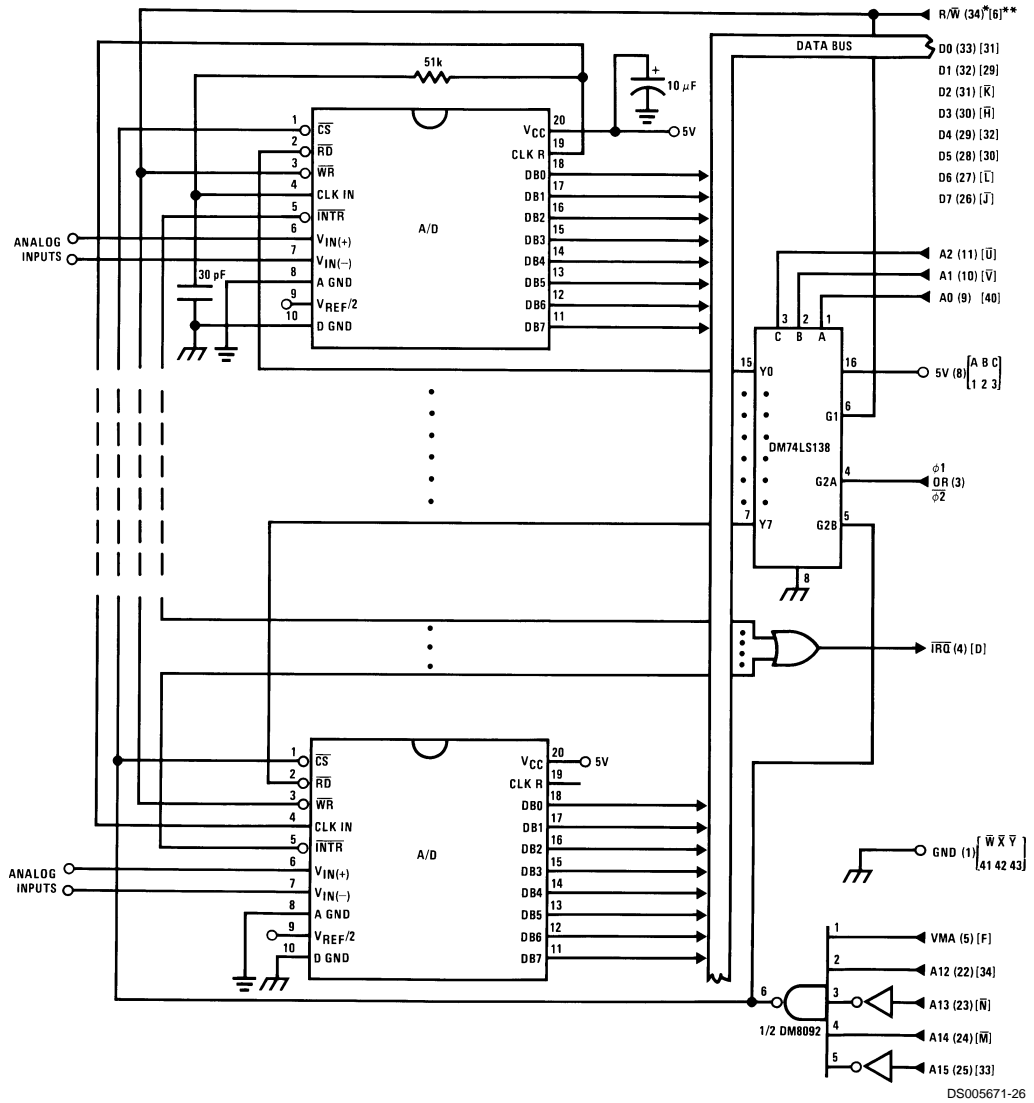 R/W̅ (34)*[6]**
DATA BUS
D0 (33) [31]
D1 (32) [29]
D2 (31) [K̅]
D3 (30) [H̅]
D4 (29) [32]
D5 (28) [30]
D6 (27) [L̅]
D7 (26) [J̅]
51k
+
10 µF
5V
1 C̅S̅
2 R̅D̅
3 W̅R̅
4 CLK IN
5 I̅N̅T̅R̅
6 VIN(+)
7 VIN(−)
8 A GND
9 VREF/2
10 D GND
A/D
VCC 20
CLK R 19
DB0 18
DB1 17
DB2 16
DB3 15
DB4 14
DB5 13
DB6 12
DB7 11
ANALOG
INPUTS
30 pF
A2 (11) [U̅]
A1 (10) [V̅]
A0 (9) [40]
3 2 1
C B A
15 Y0
16
5V (8) [A B C
1 2 3]
G1 6
DM74LS138
G2A 4
ϕ1
OR (3)
ϕ̅2̅
7 Y7
G2B 5
8
I̅R̅Q̅ (4) [D]
1 C̅S̅
2 R̅D̅
3 W̅R̅
4 CLK IN
5 I̅N̅T̅R̅
6 VIN(+)
7 VIN(−)
8 A GND
9 VREF/2
10 D GND
A/D
VCC 20 5V
CLK R 19
DB0 18
DB1 17
DB2 16
DB3 15
DB4 14
DB5 13
DB6 12
DB7 11
ANALOG
INPUTS
GND (1) [W̅ X̅ Y̅
41 42 43]
1 VMA (5) [F]
2 A12 (22) [34]
3 A13 (23) [N̅]
4 A14 (24) [M̅]
5 A15 (25) [33]
6
1/2 DM8092
DS005671-26